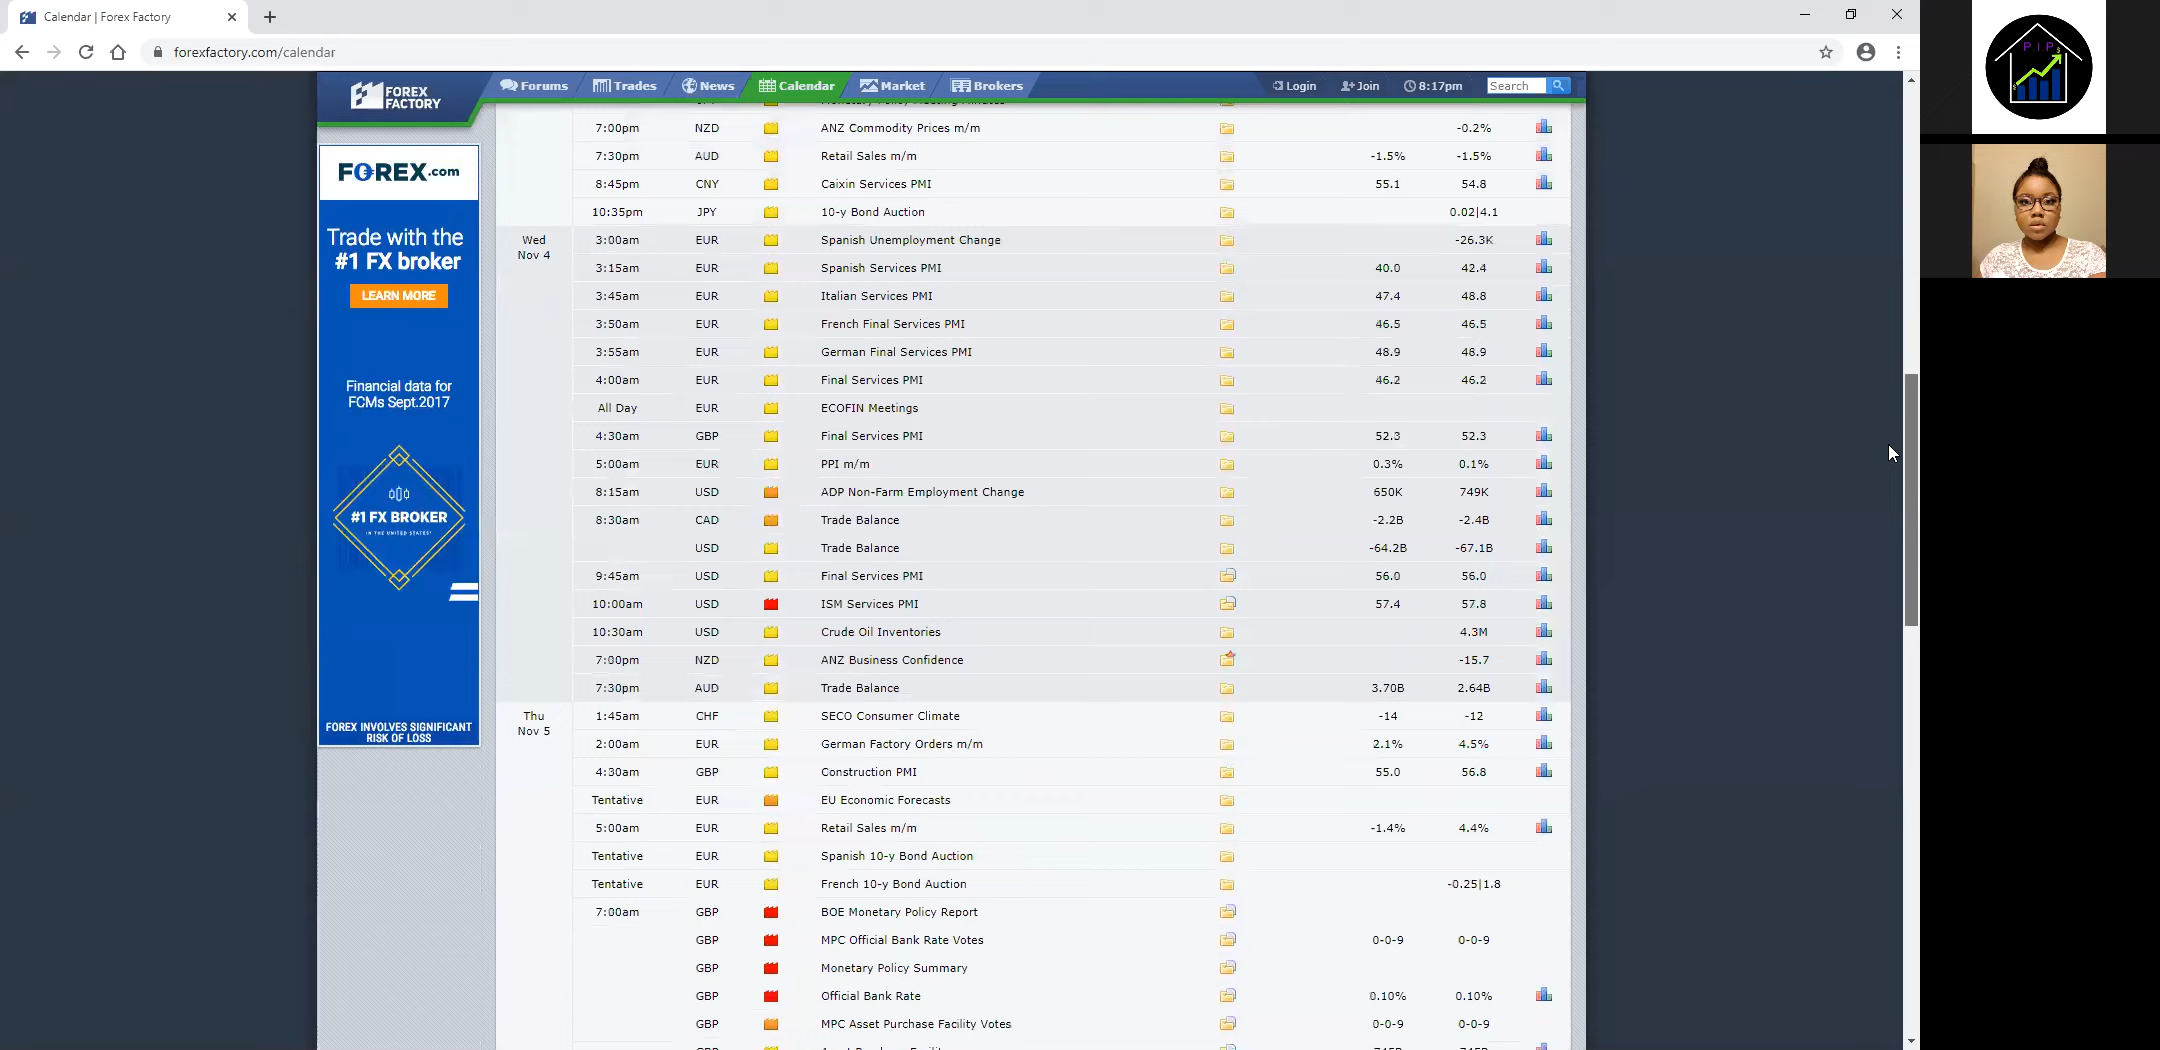 Calendar | Forex Factory
forexfactory.com/calendar
FOREX FACTORY
Forums Trades News Calendar Market Brokers Login Join 8:17pm Search
P.I.P.
FOREX.com
Trade with the
#1 FX broker
LEARN MORE
Financial data for
FCMs Sept.2017
#1 FX BROKER
IN THE UNITED STATES*
FOREX INVOLVES SIGNIFICANT
RISK OF LOSS
7:00pm NZD ANZ Commodity Prices m/m -0.2%
7:30pm AUD Retail Sales m/m -1.5% -1.5%
8:45pm CNY Caixin Services PMI 55.1 54.8
10:35pm JPY 10-y Bond Auction 0.02|4.1
Wed Nov 4 3:00am EUR Spanish Unemployment Change -26.3K
3:15am EUR Spanish Services PMI 40.0 42.4
3:45am EUR Italian Services PMI 47.4 48.8
3:50am EUR French Final Services PMI 46.5 46.5
3:55am EUR German Final Services PMI 48.9 48.9
4:00am EUR Final Services PMI 46.2 46.2
All Day EUR ECOFIN Meetings
4:30am GBP Final Services PMI 52.3 52.3
5:00am EUR PPI m/m 0.3% 0.1%
8:15am USD ADP Non-Farm Employment Change 650K 749K
8:30am CAD Trade Balance -2.2B -2.4B
USD Trade Balance -64.2B -67.1B
9:45am USD Final Services PMI 56.0 56.0
10:00am USD ISM Services PMI 57.4 57.8
10:30am USD Crude Oil Inventories 4.3M
7:00pm NZD ANZ Business Confidence -15.7
7:30pm AUD Trade Balance 3.70B 2.64B
Thu Nov 5 1:45am CHF SECO Consumer Climate -14 -12
2:00am EUR German Factory Orders m/m 2.1% 4.5%
4:30am GBP Construction PMI 55.0 56.8
Tentative EUR EU Economic Forecasts
5:00am EUR Retail Sales m/m -1.4% 4.4%
Tentative EUR Spanish 10-y Bond Auction
Tentative EUR French 10-y Bond Auction -0.25|1.8
7:00am GBP BOE Monetary Policy Report
GBP MPC Official Bank Rate Votes 0-0-9 0-0-9
GBP Monetary Policy Summary
GBP Official Bank Rate 0.10% 0.10%
GBP MPC Asset Purchase Facility Votes 0-0-9 0-0-9